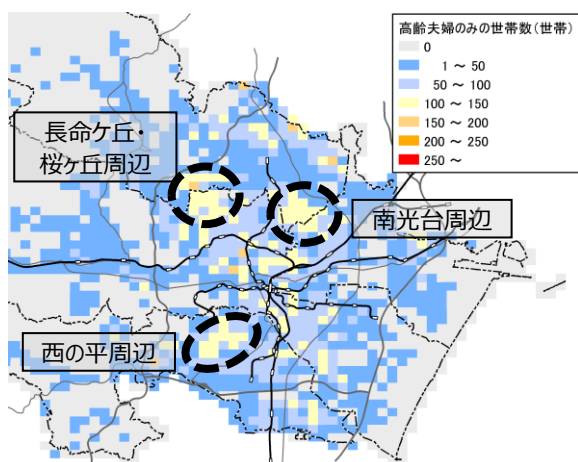 高齢夫婦のみの世帯数(世帯)
0
1 ～ 50
50 ～ 100
100 ～ 150
150 ～ 200
200 ～ 250
250 ～
長命ケ丘・
桜ヶ丘周辺
南光台周辺
西の平周辺